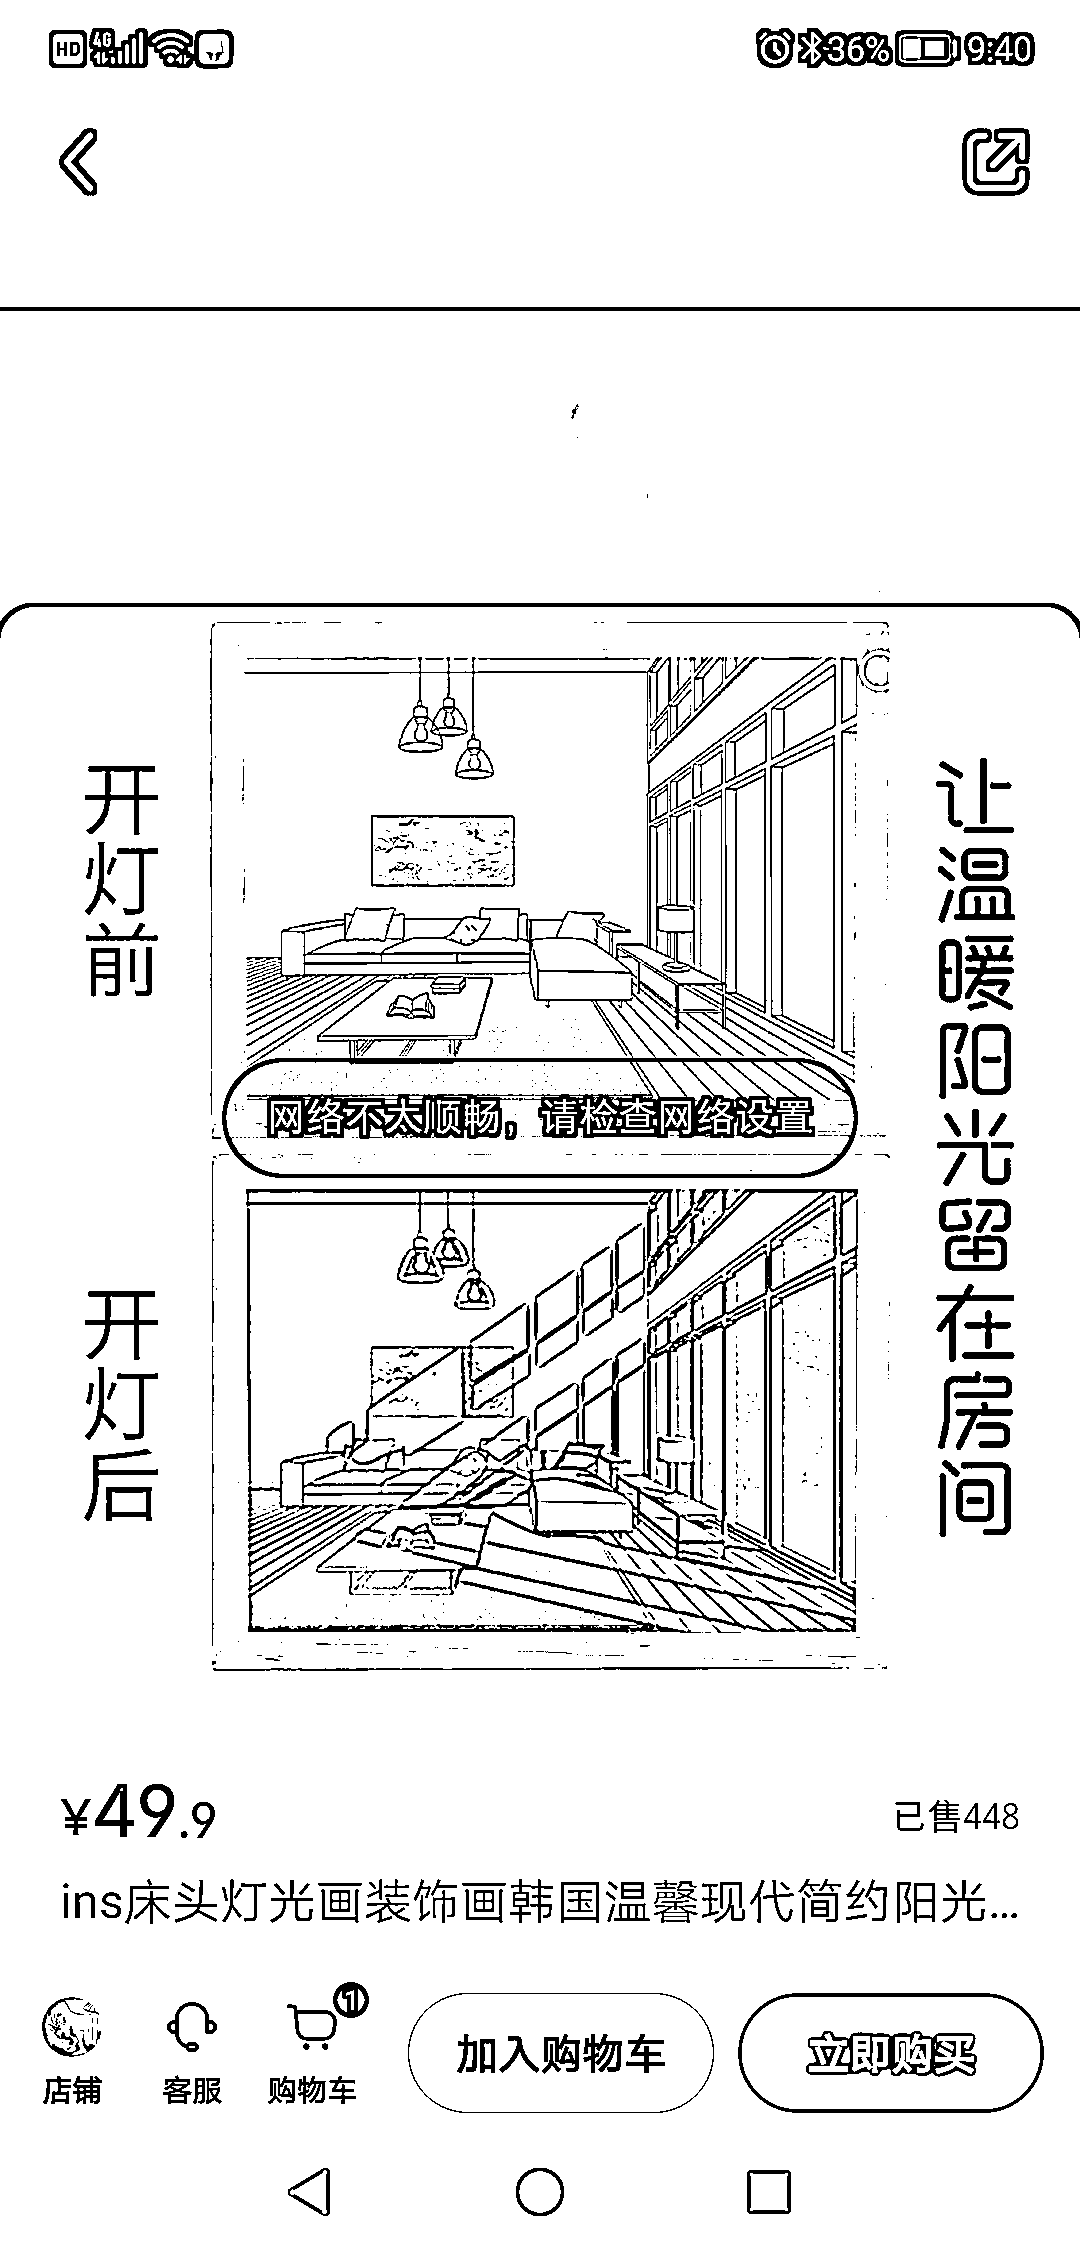 HD 4G 36% 9:40
开灯前
让温暖阳光留在房间
网络不太顺畅，请检查网络设置
开灯后
¥49.9
已售448
ins床头灯光画装饰画韩国温馨现代简约阳光...
1
店铺
客服
购物车
加入购物车
立即购买